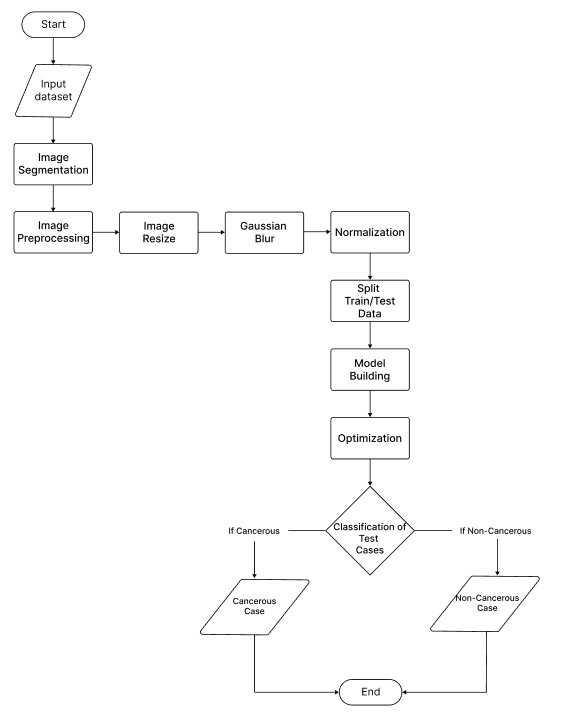 Start
Input
dataset
Image
Segmentation
Image
Preprocessing
Image
Resize
Gaussian
Blur
Normalization
Split
Train/Test
Data
Model
Building
Optimization
Classification of
Test
Cases
If Cancerous
If Non-Cancerous
Cancerous
Case
Non-Cancerous
Case
End